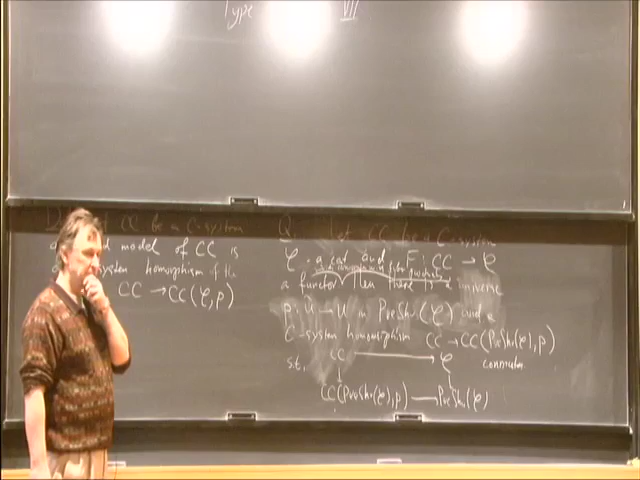 Type VII
CC be a C-system
model of CC is
system homorphism of the
CC → CC(𝒞,p)
Q. Let CC be a C-system
𝒞 - a cat and F: CC → 𝒞
a functor. Then there is a universe
p: Ũ → U in PreShv(𝒞) and a
C-system homomorphism CC → CC(PreShv(𝒞),p)
s.t. CC → 𝒞 commutes
CC(PreShv(𝒞),p) → PreShv(𝒞)